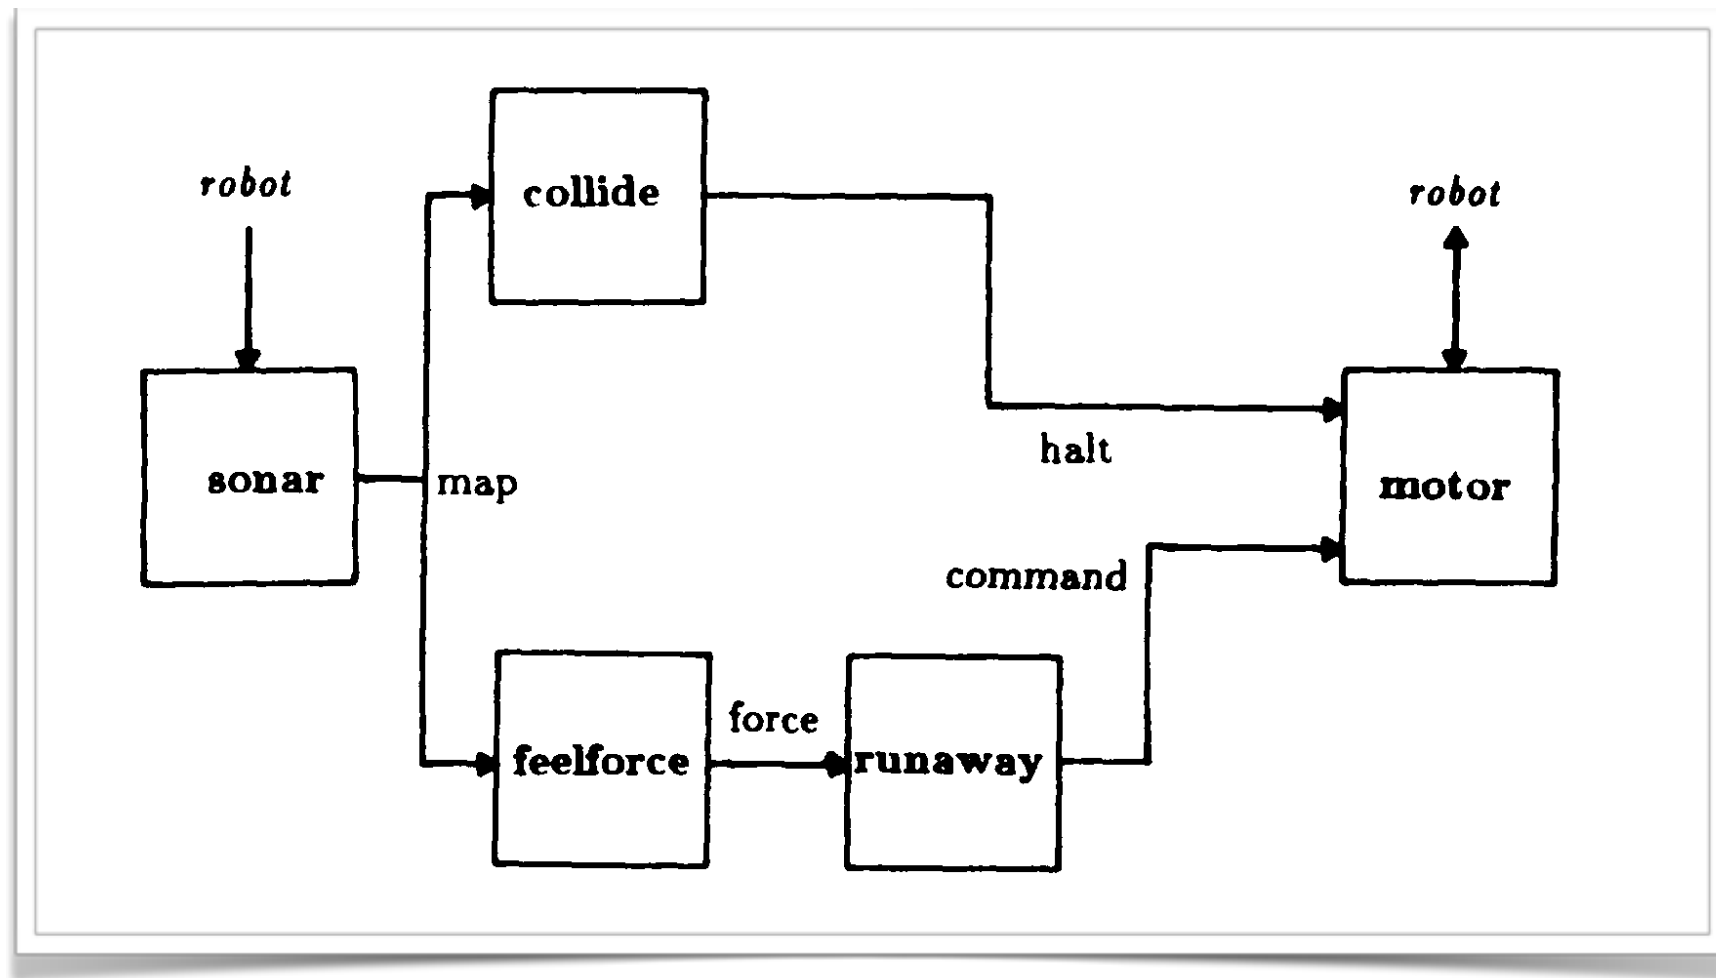 robot
collide
robot
sonar
map
halt
motor
command
force
feelforce
runaway